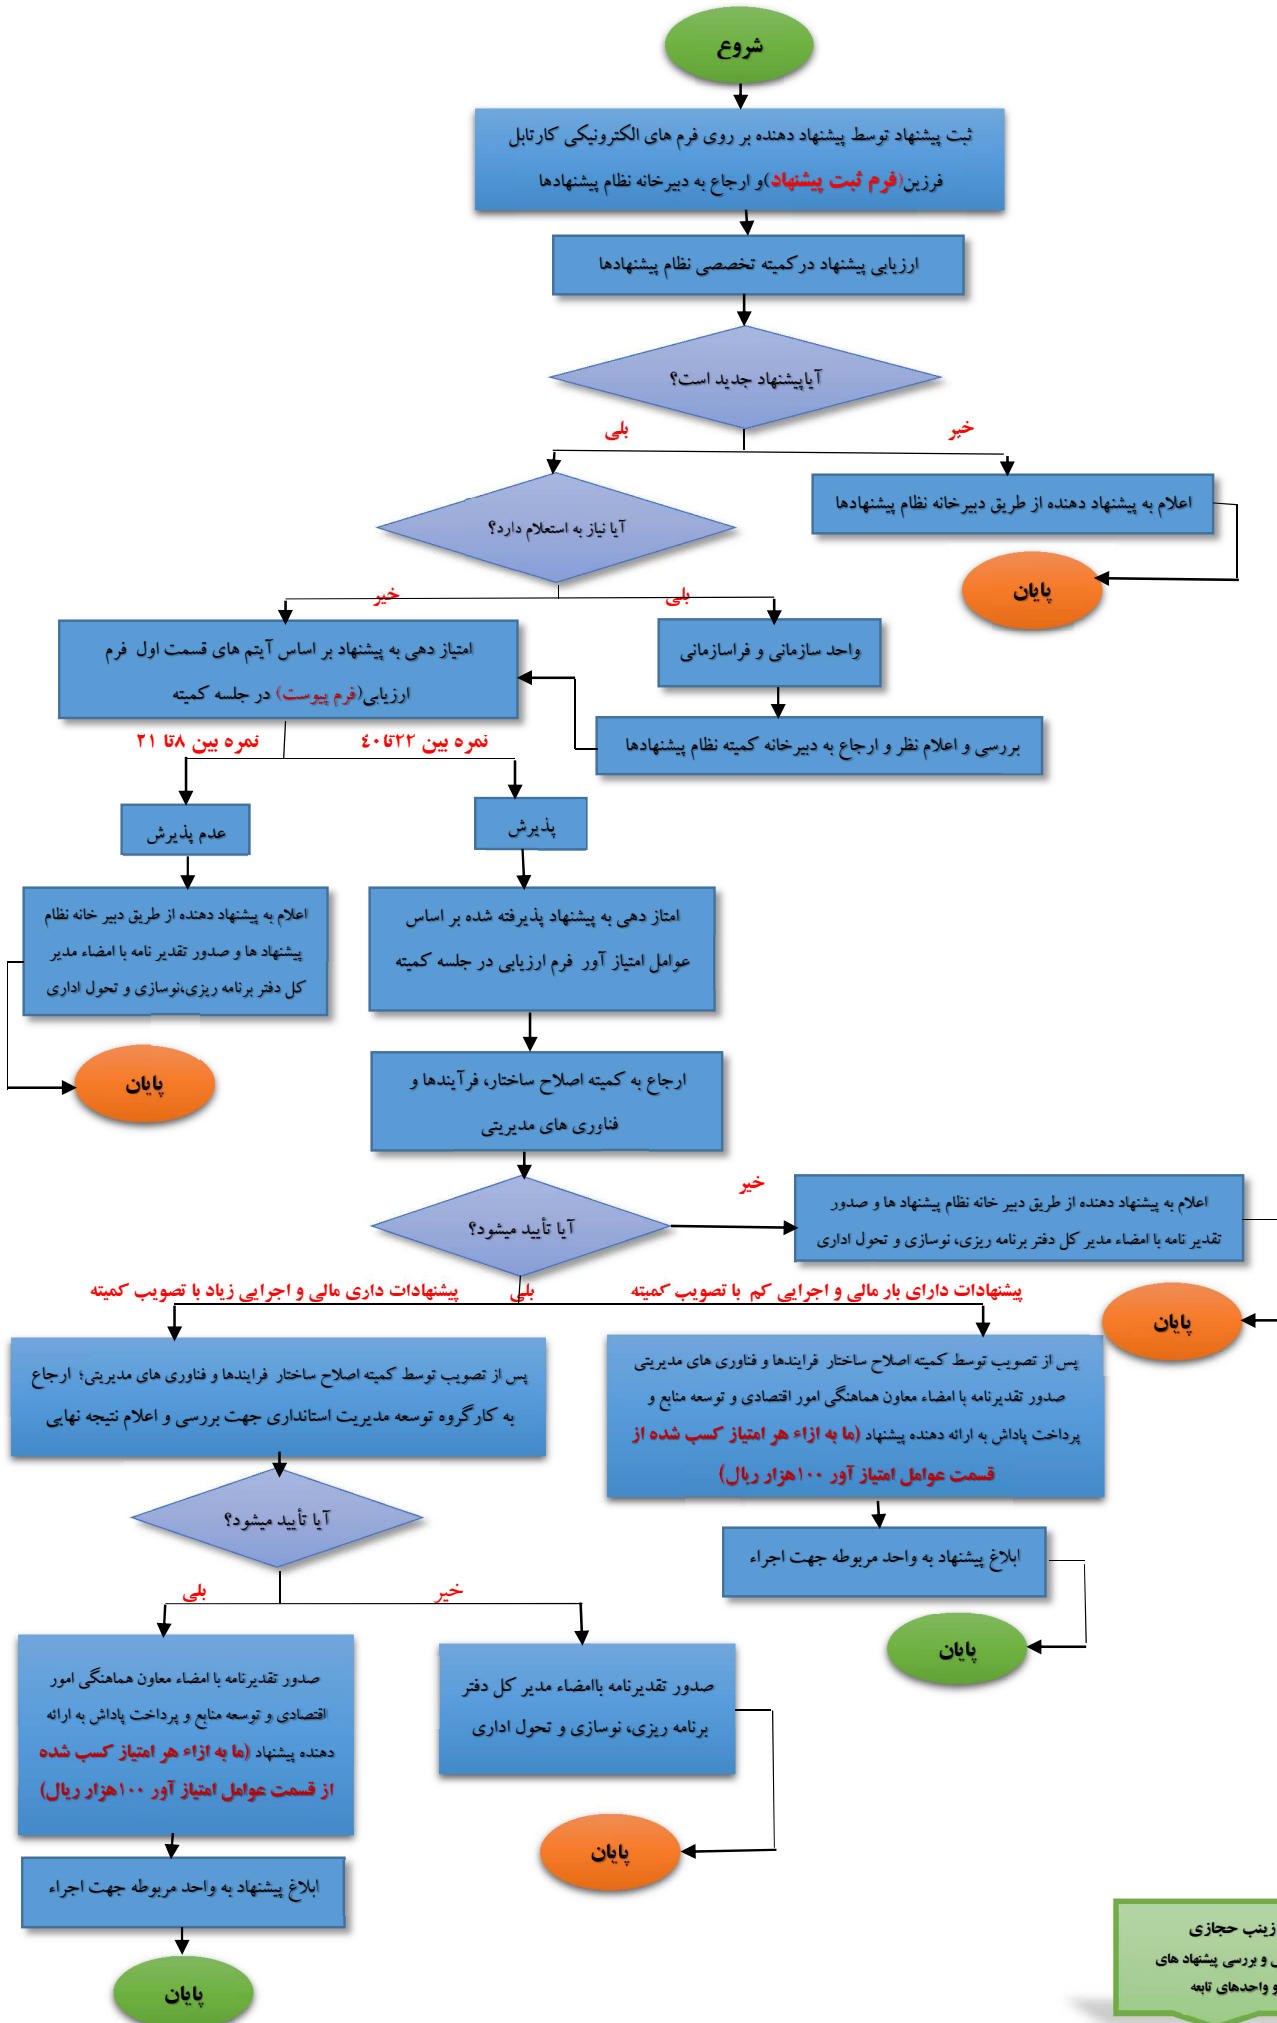 شروع
ثبت پیشنهاد توسط پیشنهاد دهنده بر روی فرم های الکترونیکی کارتابل
فرزین(فرم ثبت پیشنهاد)و ارجاع به دبیرخانه نظام پیشنهادها
ارزیابی پیشنهاد درکمیته تخصصی نظام پیشنهادها
آیاپیشنهاد جدید است؟
خیر
بلی
اعلام به پیشنهاد دهنده از طریق دبیرخانه نظام پیشنهادها
پایان
آیا نیاز به استعلام دارد؟
بلی
خیر
واحد سازمانی و فراسازمانی
امتیاز دهی به پیشنهاد بر اساس آیتم های قسمت اول فرم
ارزیابی(فرم پیوست) در جلسه کمیته
بررسی و اعلام نظر و ارجاع به دبیرخانه کمیته نظام پیشنهادها
نمره بین ۲۲تا۴۰
نمره بین ۸تا ۲۱
پذیرش
عدم پذیرش
امتاز دهی به پیشنهاد پذیرفته شده بر اساس
عوامل امتیاز آور فرم ارزیابی در جلسه کمیته
اعلام به پیشنهاد دهنده از طریق دبیر خانه نظام
پیشنهاد ها و صدور تقدیر نامه با امضاء مدیر
کل دفتر برنامه ریزی،نوسازی و تحول اداری
پایان
ارجاع به کمیته اصلاح ساختار، فرآیندها و
فناوری های مدیریتی
آیا تأیید میشود؟
خیر
اعلام به پیشنهاد دهنده از طریق دبیر خانه نظام پیشنهاد ها و صدور
تقدیر نامه با امضاء مدیر کل دفتر برنامه ریزی، نوسازی و تحول اداری
پایان
پیشنهادات دارای بار مالی و اجرایی کم با تصویب کمیته
بلی
پیشنهادات داری مالی و اجرایی زیاد با تصویب کمیته
پس از تصویب توسط کمیته اصلاح ساختار فرایندها و فناوری های مدیریتی
صدور تقدیرنامه با امضاء معاون هماهنگی امور اقتصادی و توسعه منابع و
پرداخت پاداش به ارائه دهنده پیشنهاد (ما به ازاء هر امتیاز کسب شده از
قسمت عوامل امتیاز آور ۱۰۰هزار ریال)
پس از تصویب توسط کمیته اصلاح ساختار فرایندها و فناوری های مدیریتی؛ ارجاع
به کارگروه توسعه مدیریت استانداری جهت بررسی و اعلام نتیجه نهایی
ابلاغ پیشنهاد به واحد مربوطه جهت اجراء
پایان
آیا تأیید میشود؟
خیر
بلی
صدور تقدیرنامه باامضاء مدیر کل دفتر
برنامه ریزی، نوسازی و تحول اداری
پایان
صدور تقدیرنامه با امضاء معاون هماهنگی امور
اقتصادی و توسعه منابع و پرداخت پاداش به ارائه
دهنده پیشنهاد (ما به ازاء هر امتیاز کسب شده
از قسمت عوامل امتیاز آور ۱۰۰هزار ریال)
ابلاغ پیشنهاد به واحد مربوطه جهت اجراء
پایان
زینب حجازی
و بررسی پیشنهاد های
و واحدهای تابعه